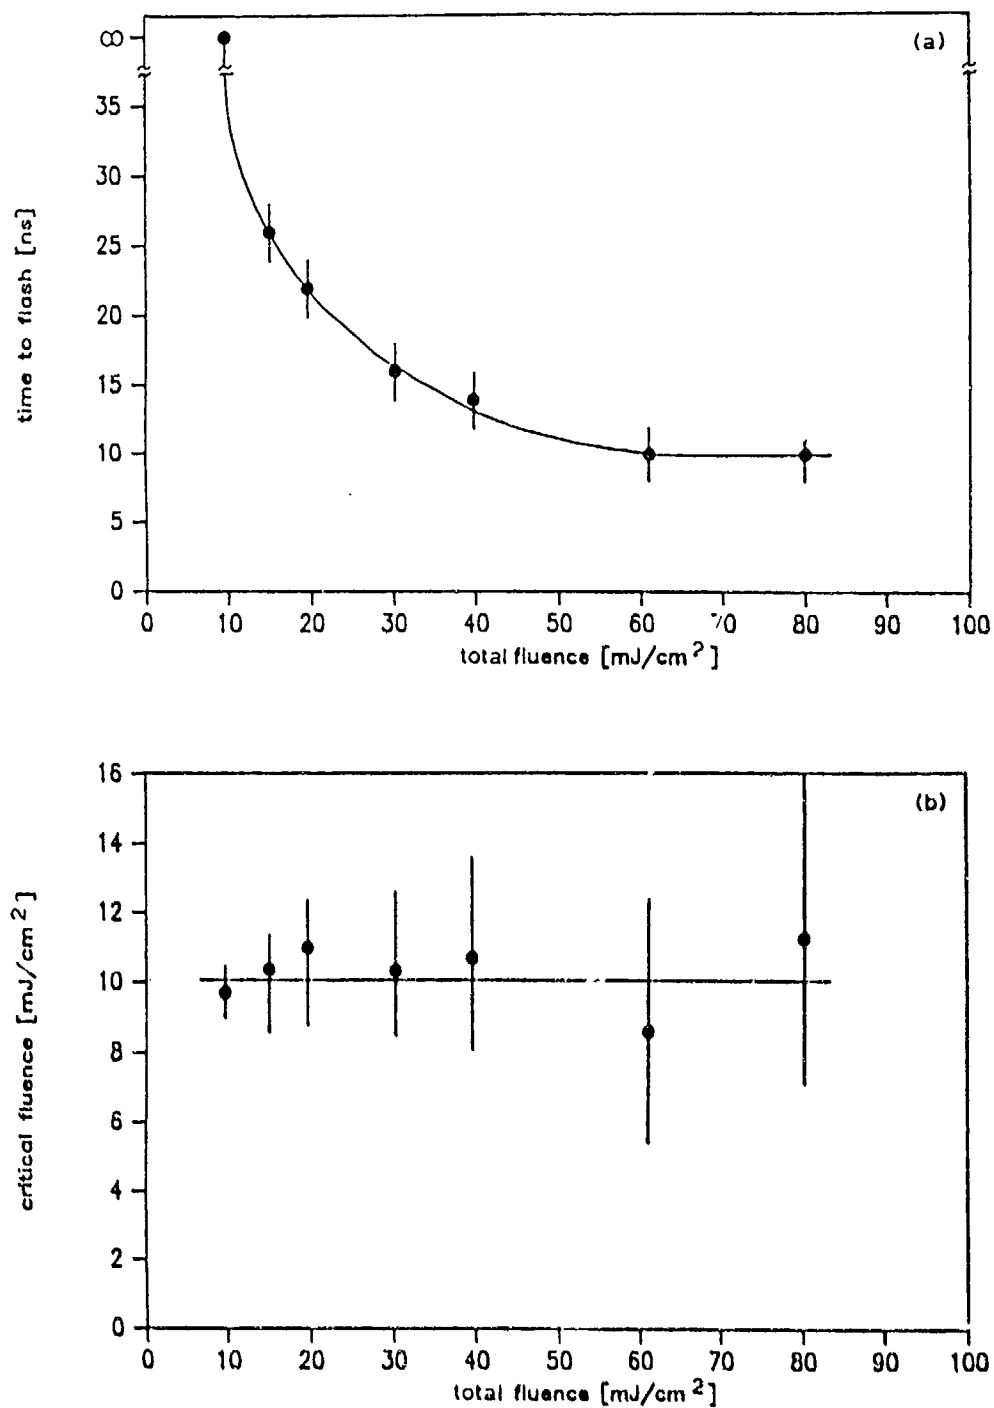 (a)
∞
35
30
25
20
15
10
5
0
time to flash [ns]
0 10 20 30 40 50 60 70 80 90 100
total fluence [mJ/cm²]
(b)
16
14
12
10
8
6
4
2
0
critical fluence [mJ/cm²]
0 10 20 30 40 50 60 70 80 90 100
total fluence [mJ/cm²]